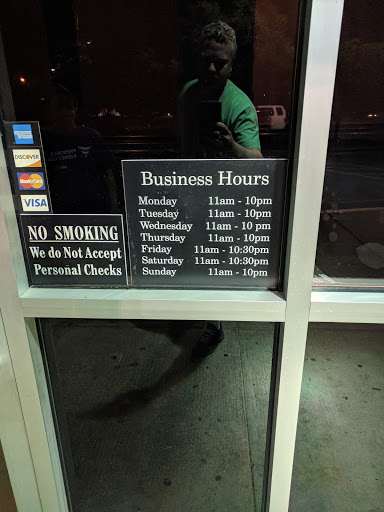 AMERICAN EXPRESS
DISCOVER
MasterCard
VISA
NO SMOKING
We do Not Accept
Personal Checks
Business Hours
Monday 11am - 10pm
Tuesday 11am - 10pm
Wednesday 11am - 10 pm
Thursday 11am - 10pm
Friday 11am - 10:30pm
Saturday 11am - 10:30pm
Sunday 11am - 10pm